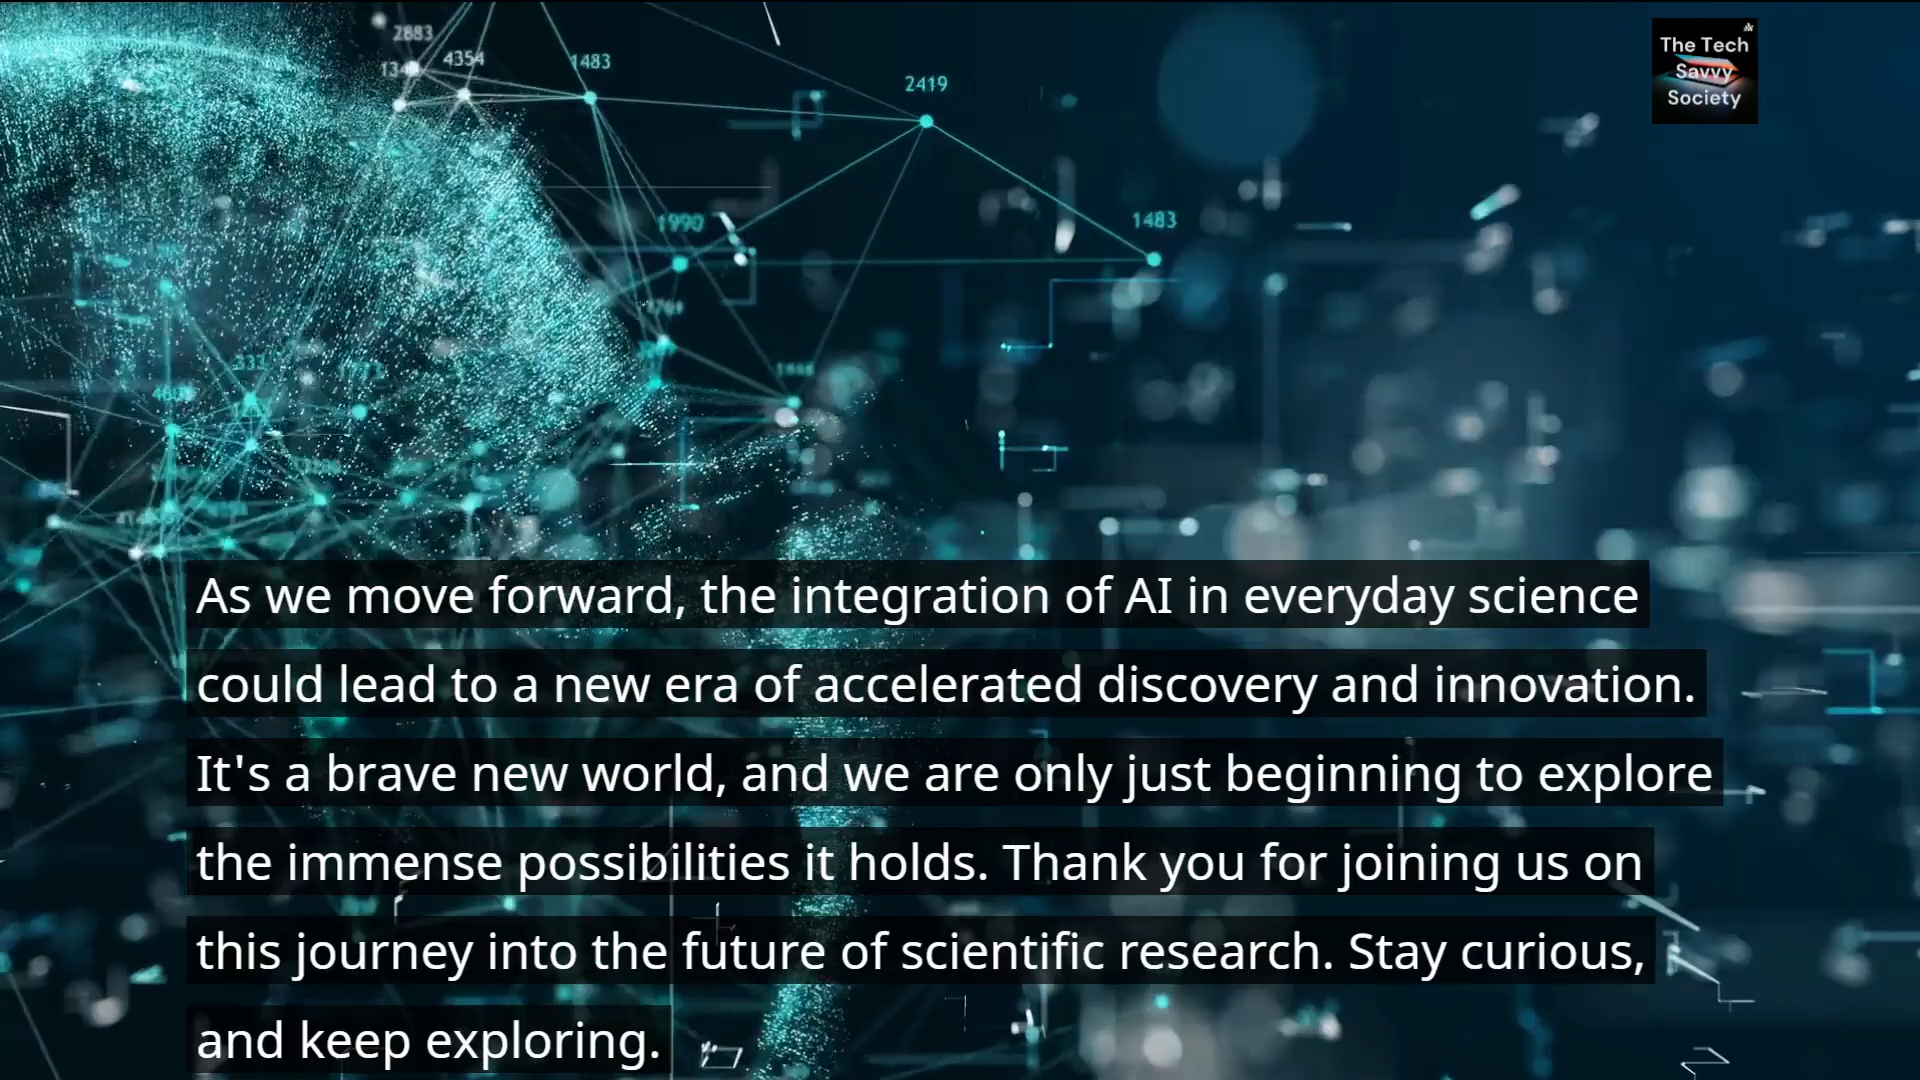 2883
4354
1483
2419
The Tech
Savvy
Society
1990
1483
As we move forward, the integration of AI in everyday science
could lead to a new era of accelerated discovery and innovation.
It's a brave new world, and we are only just beginning to explore
the immense possibilities it holds. Thank you for joining us on
this journey into the future of scientific research. Stay curious,
and keep exploring.